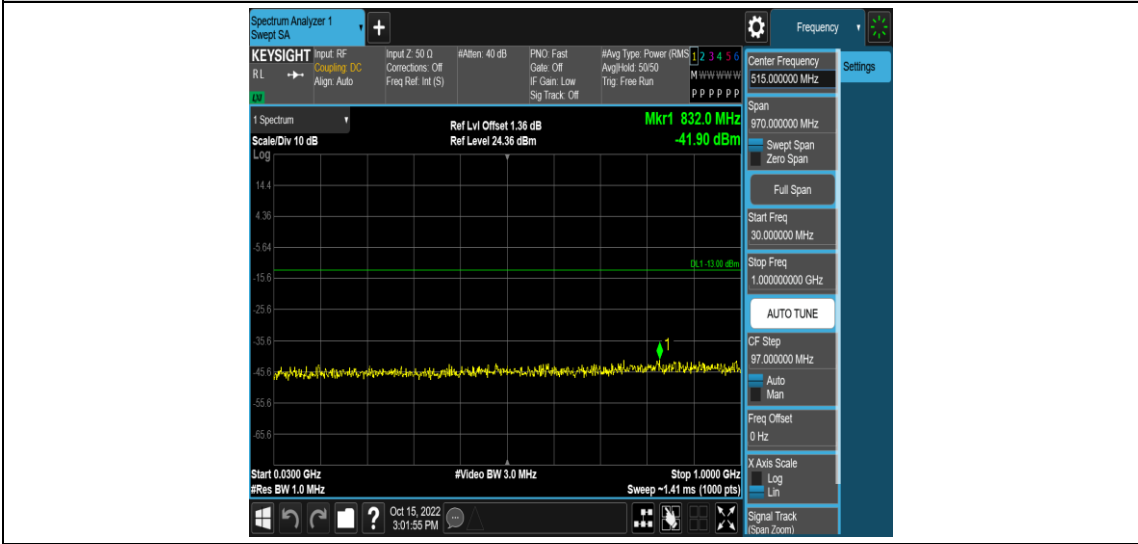 Spectrum Analyzer 1
Swept SA
+
Frequency
KEYSIGHT
RL
LXI
Input: RF
Coupling: DC
Align: Auto
Input Z: 50 Ω
Corrections: Off
Freq Ref: Int (S)
#Atten: 40 dB
PNO: Fast
Gate: Off
IF Gain: Low
Sig Track: Off
#Avg Type: Power (RMS
Avg|Hold: 50/50
Trig: Free Run
1 2 3 4 5 6
M W W W W W
P P P P P P
1 Spectrum
Scale/Div 10 dB
Log
Ref Lvl Offset 1.36 dB
Ref Level 24.36 dBm
Mkr1 832.0 MHz
-41.90 dBm
14.4
4.36
-5.64
DL1 -13.00 dBm
-15.6
-25.6
-35.6
1
-45.6
-55.6
-65.6
Start 0.0300 GHz
#Res BW 1.0 MHz
#Video BW 3.0 MHz
Stop 1.0000 GHz
Sweep ~1.41 ms (1000 pts)
?
Oct 15, 2022
3:01:55 PM
Center Frequency
515.000000 MHz
Settings
Span
970.000000 MHz
Swept Span
Zero Span
Full Span
Start Freq
30.000000 MHz
Stop Freq
1.000000000 GHz
AUTO TUNE
CF Step
97.000000 MHz
Auto
Man
Freq Offset
0 Hz
X Axis Scale
Log
Lin
Signal Track
(Span Zoom)